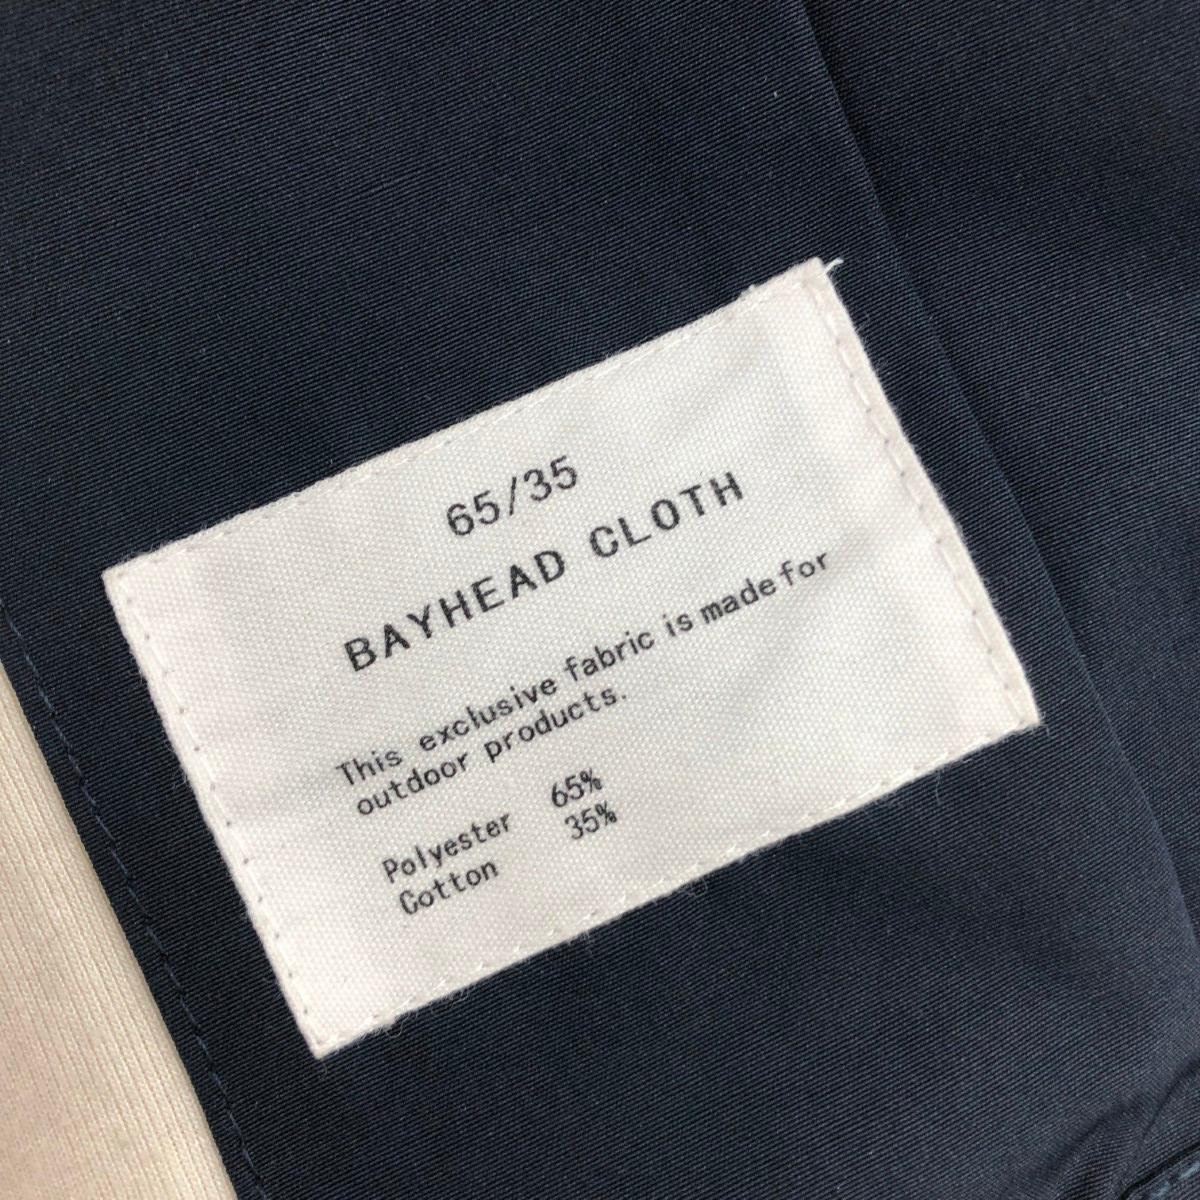 65/35
BAYHEAD CLOTH
This exclusive fabric is made for
outdoor products.
Polyester 65%
Cotton 35%